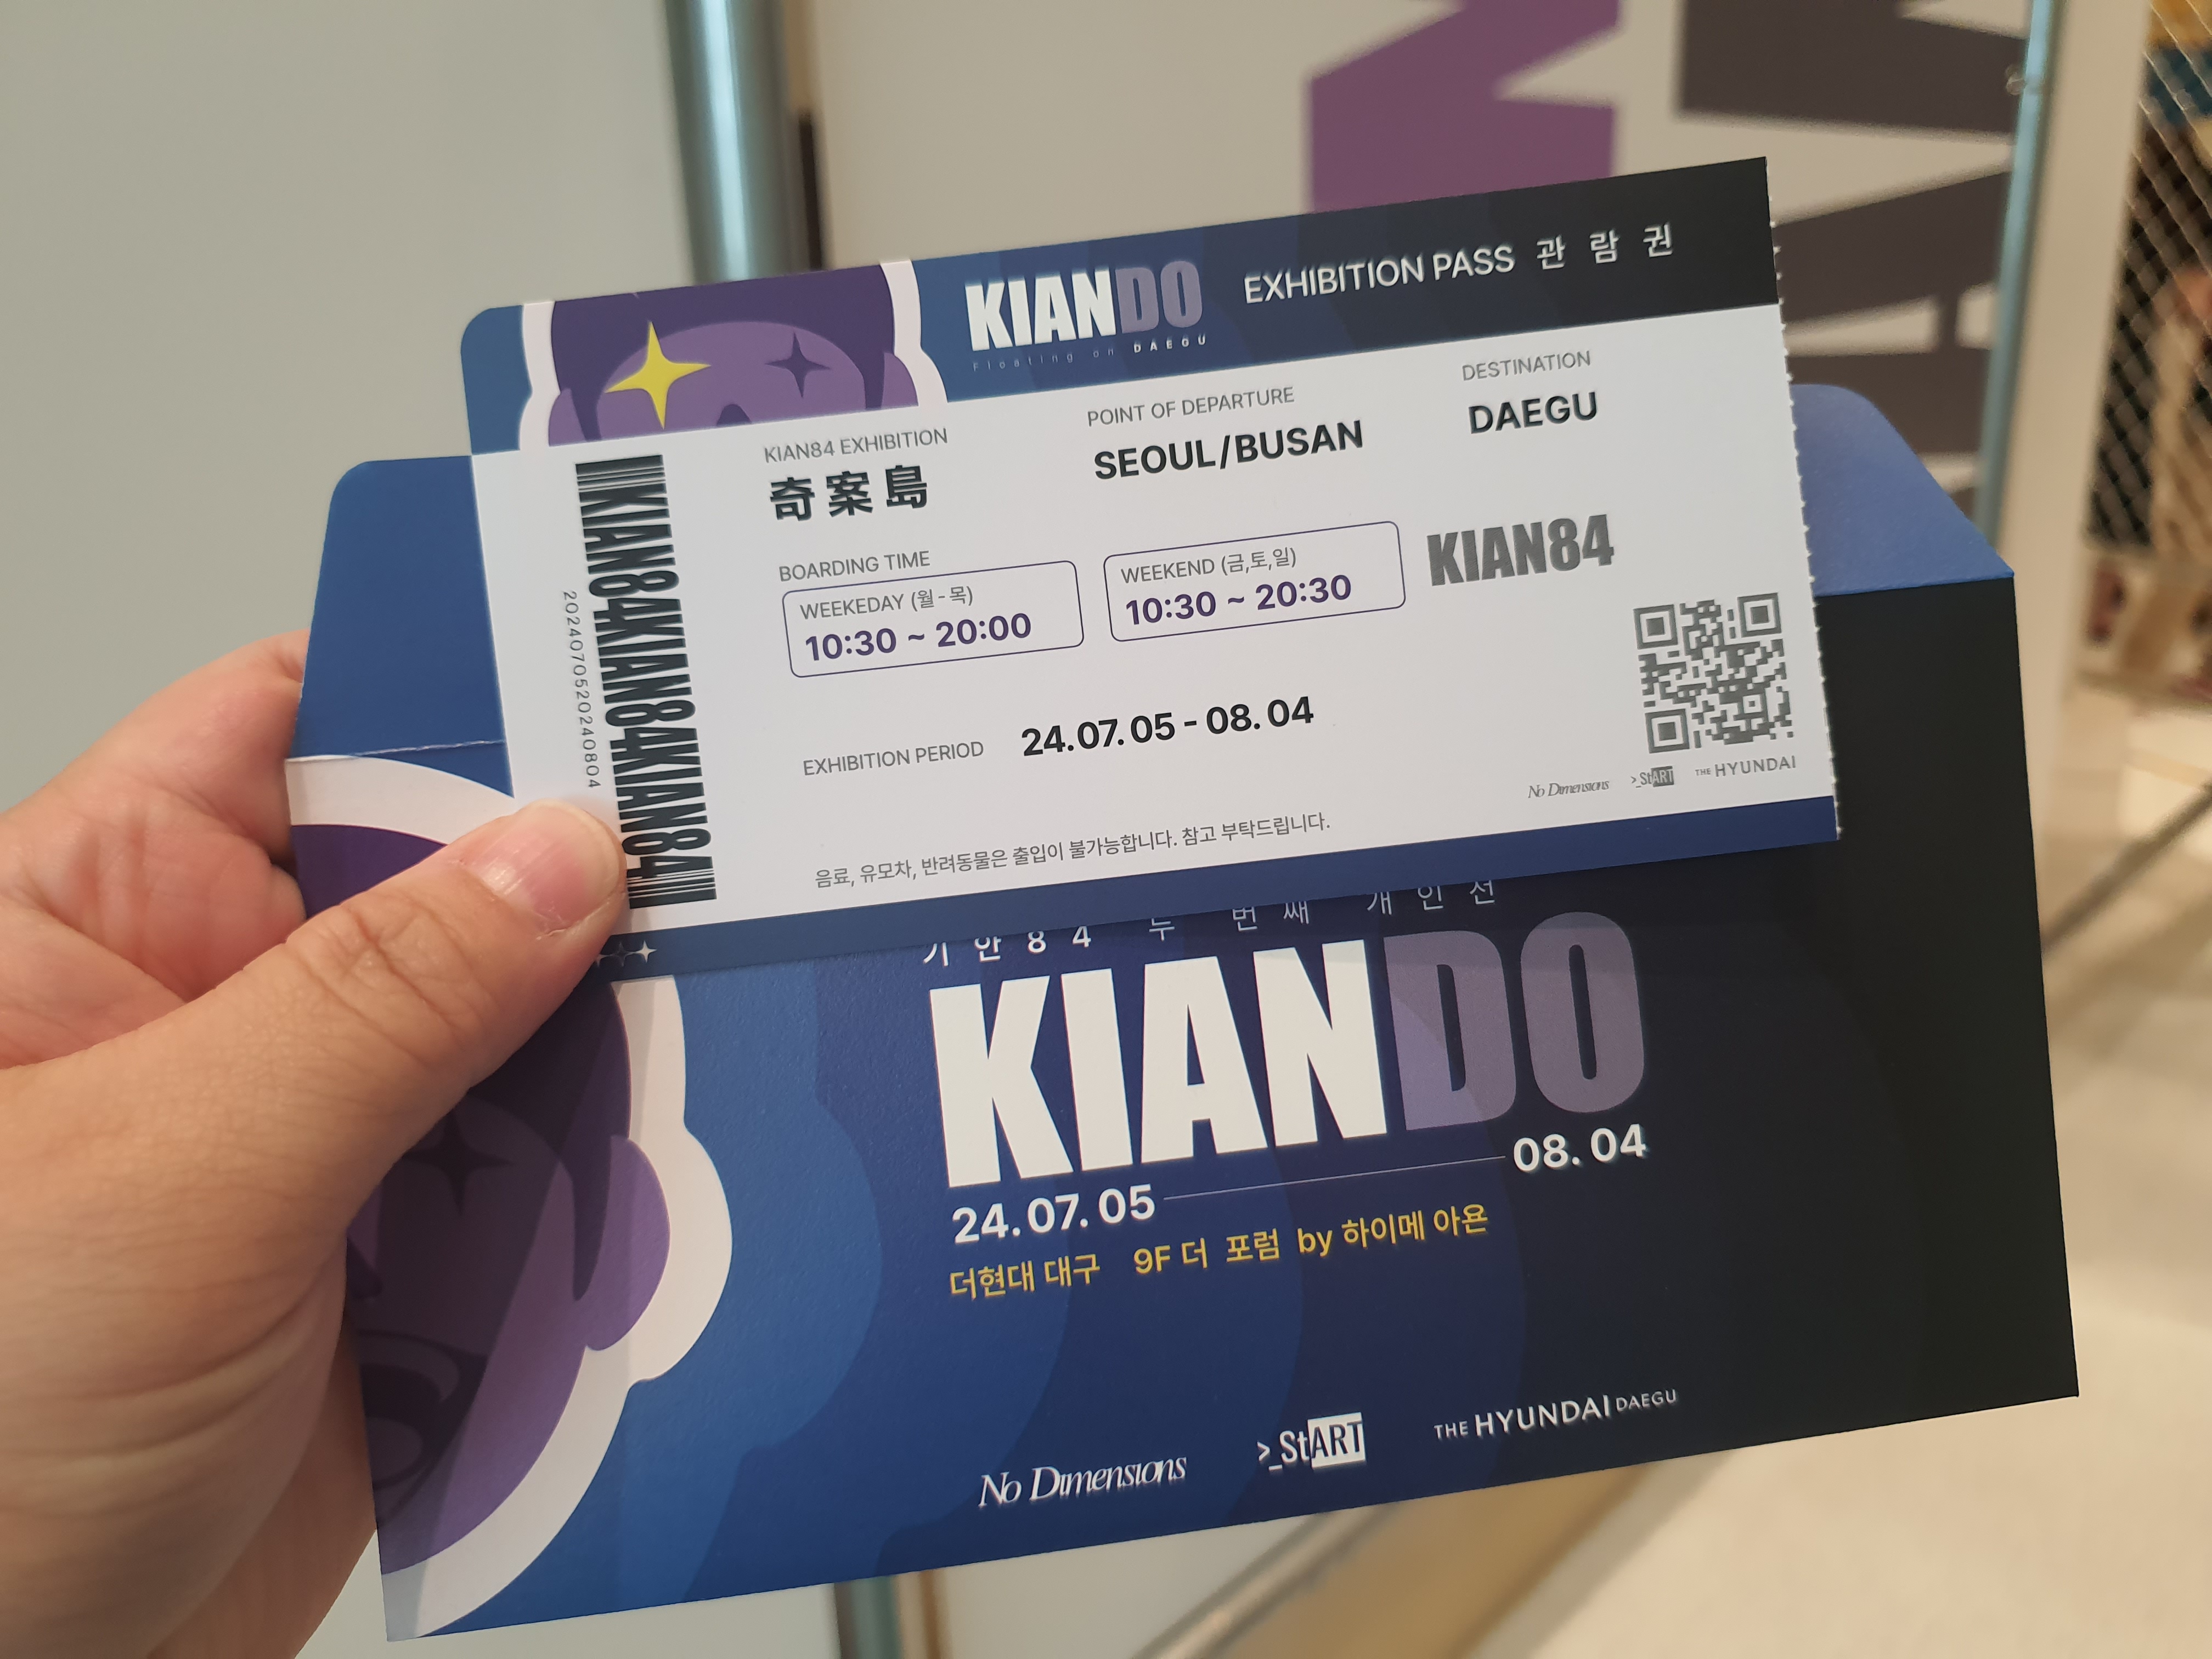 KIANDO
Floating on DAEGU
EXHIBITION PASS 관람권
KIAN84 EXHIBITION
奇案島
POINT OF DEPARTURE
SEOUL/BUSAN
DESTINATION
DAEGU
BOARDING TIME
WEEKEDAY (월-목)
10:30 ~ 20:00
WEEKEND (금,토,일)
10:30 ~ 20:30
KIAN84
KIAN84KIAN84KIAN84KIAN84
2024070520240804
EXHIBITION PERIOD 24.07.05 - 08.04
No Dimensions >_StART THE HYUNDAI
음료, 유모차, 반려동물은 출입이 불가능합니다. 참고 부탁드립니다.
기안84 두 번째 개인전
KIANDO
24.07.05 08.04
더현대 대구 9F 더 포럼 by 하이메 아욘
No Dimensions >_StART THE HYUNDAI DAEGU